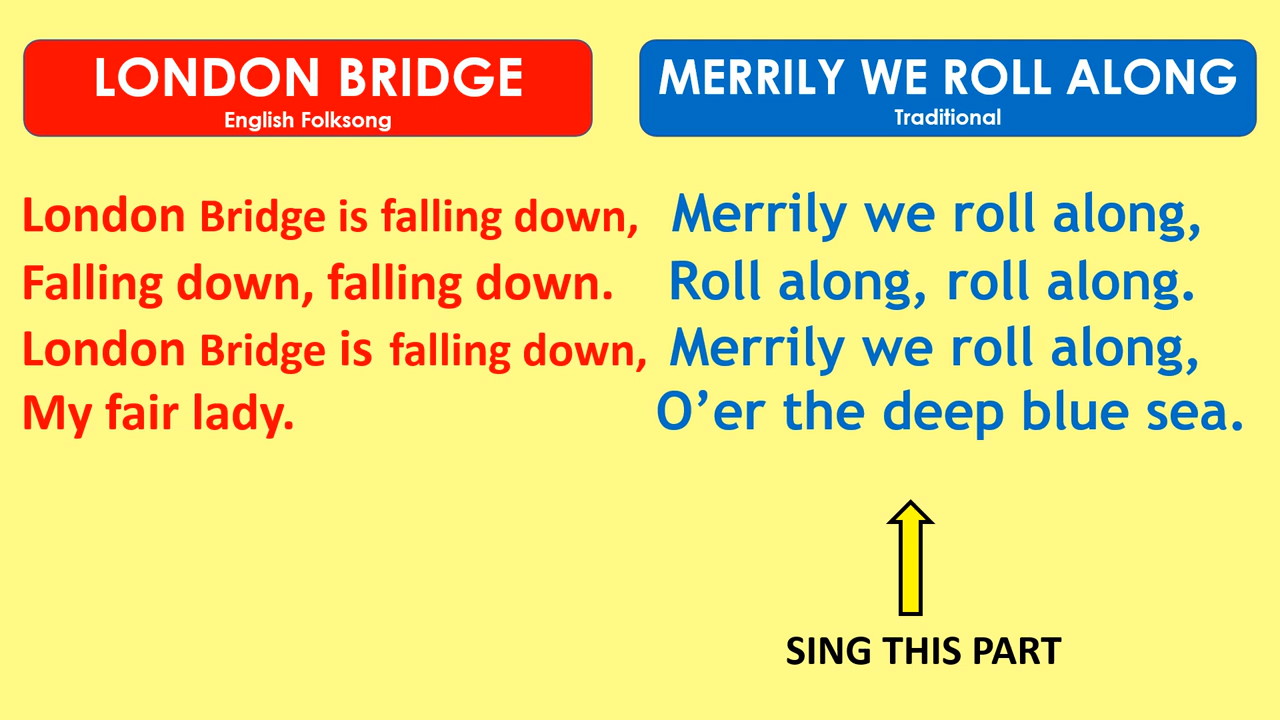 LONDON BRIDGE
English Folksong
London Bridge is falling down,
Falling down, falling down.
London Bridge is falling down,
My fair lady.
MERRILY WE ROLL ALONG
Traditional
Merrily we roll along,
Roll along, roll along.
Merrily we roll along,
O’er the deep blue sea.
SING THIS PART